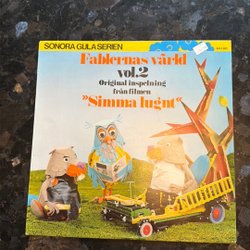 SONORA GULA SERIEN
Fablernas värld
vol.2
Original inspelning
från filmen
”Simma lugnt“